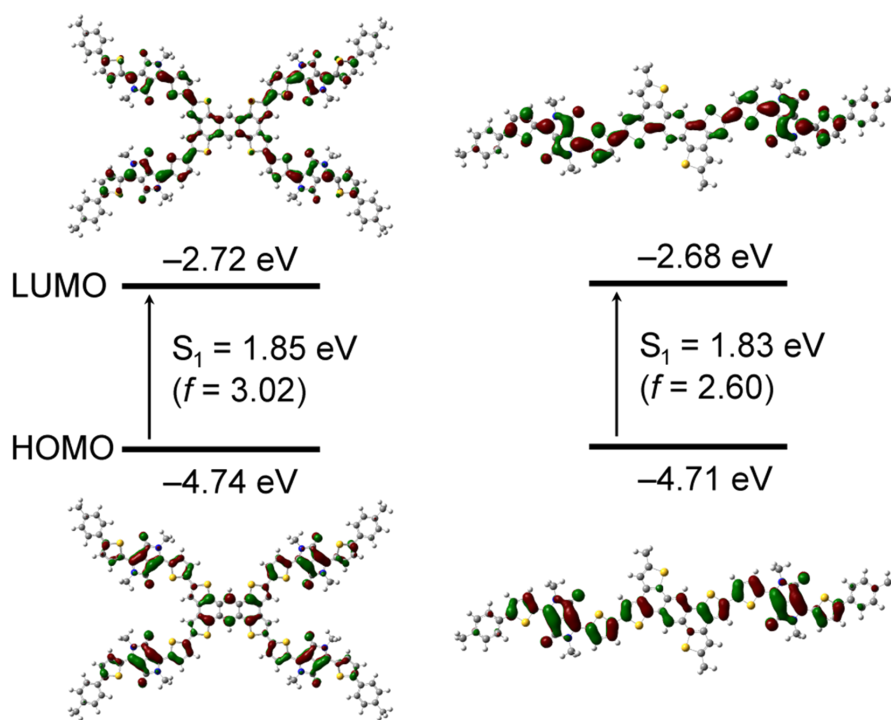 –2.72 eV
–2.68 eV
LUMO
S₁ = 1.85 eV
(f = 3.02)
S₁ = 1.83 eV
(f = 2.60)
HOMO
–4.74 eV
–4.71 eV